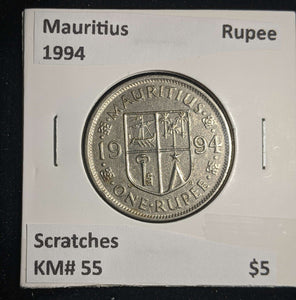 Mauritius Rupee
1994
MAURITIUS
19 94
ONE·RUPEE
Scratches
KM# 55 $5